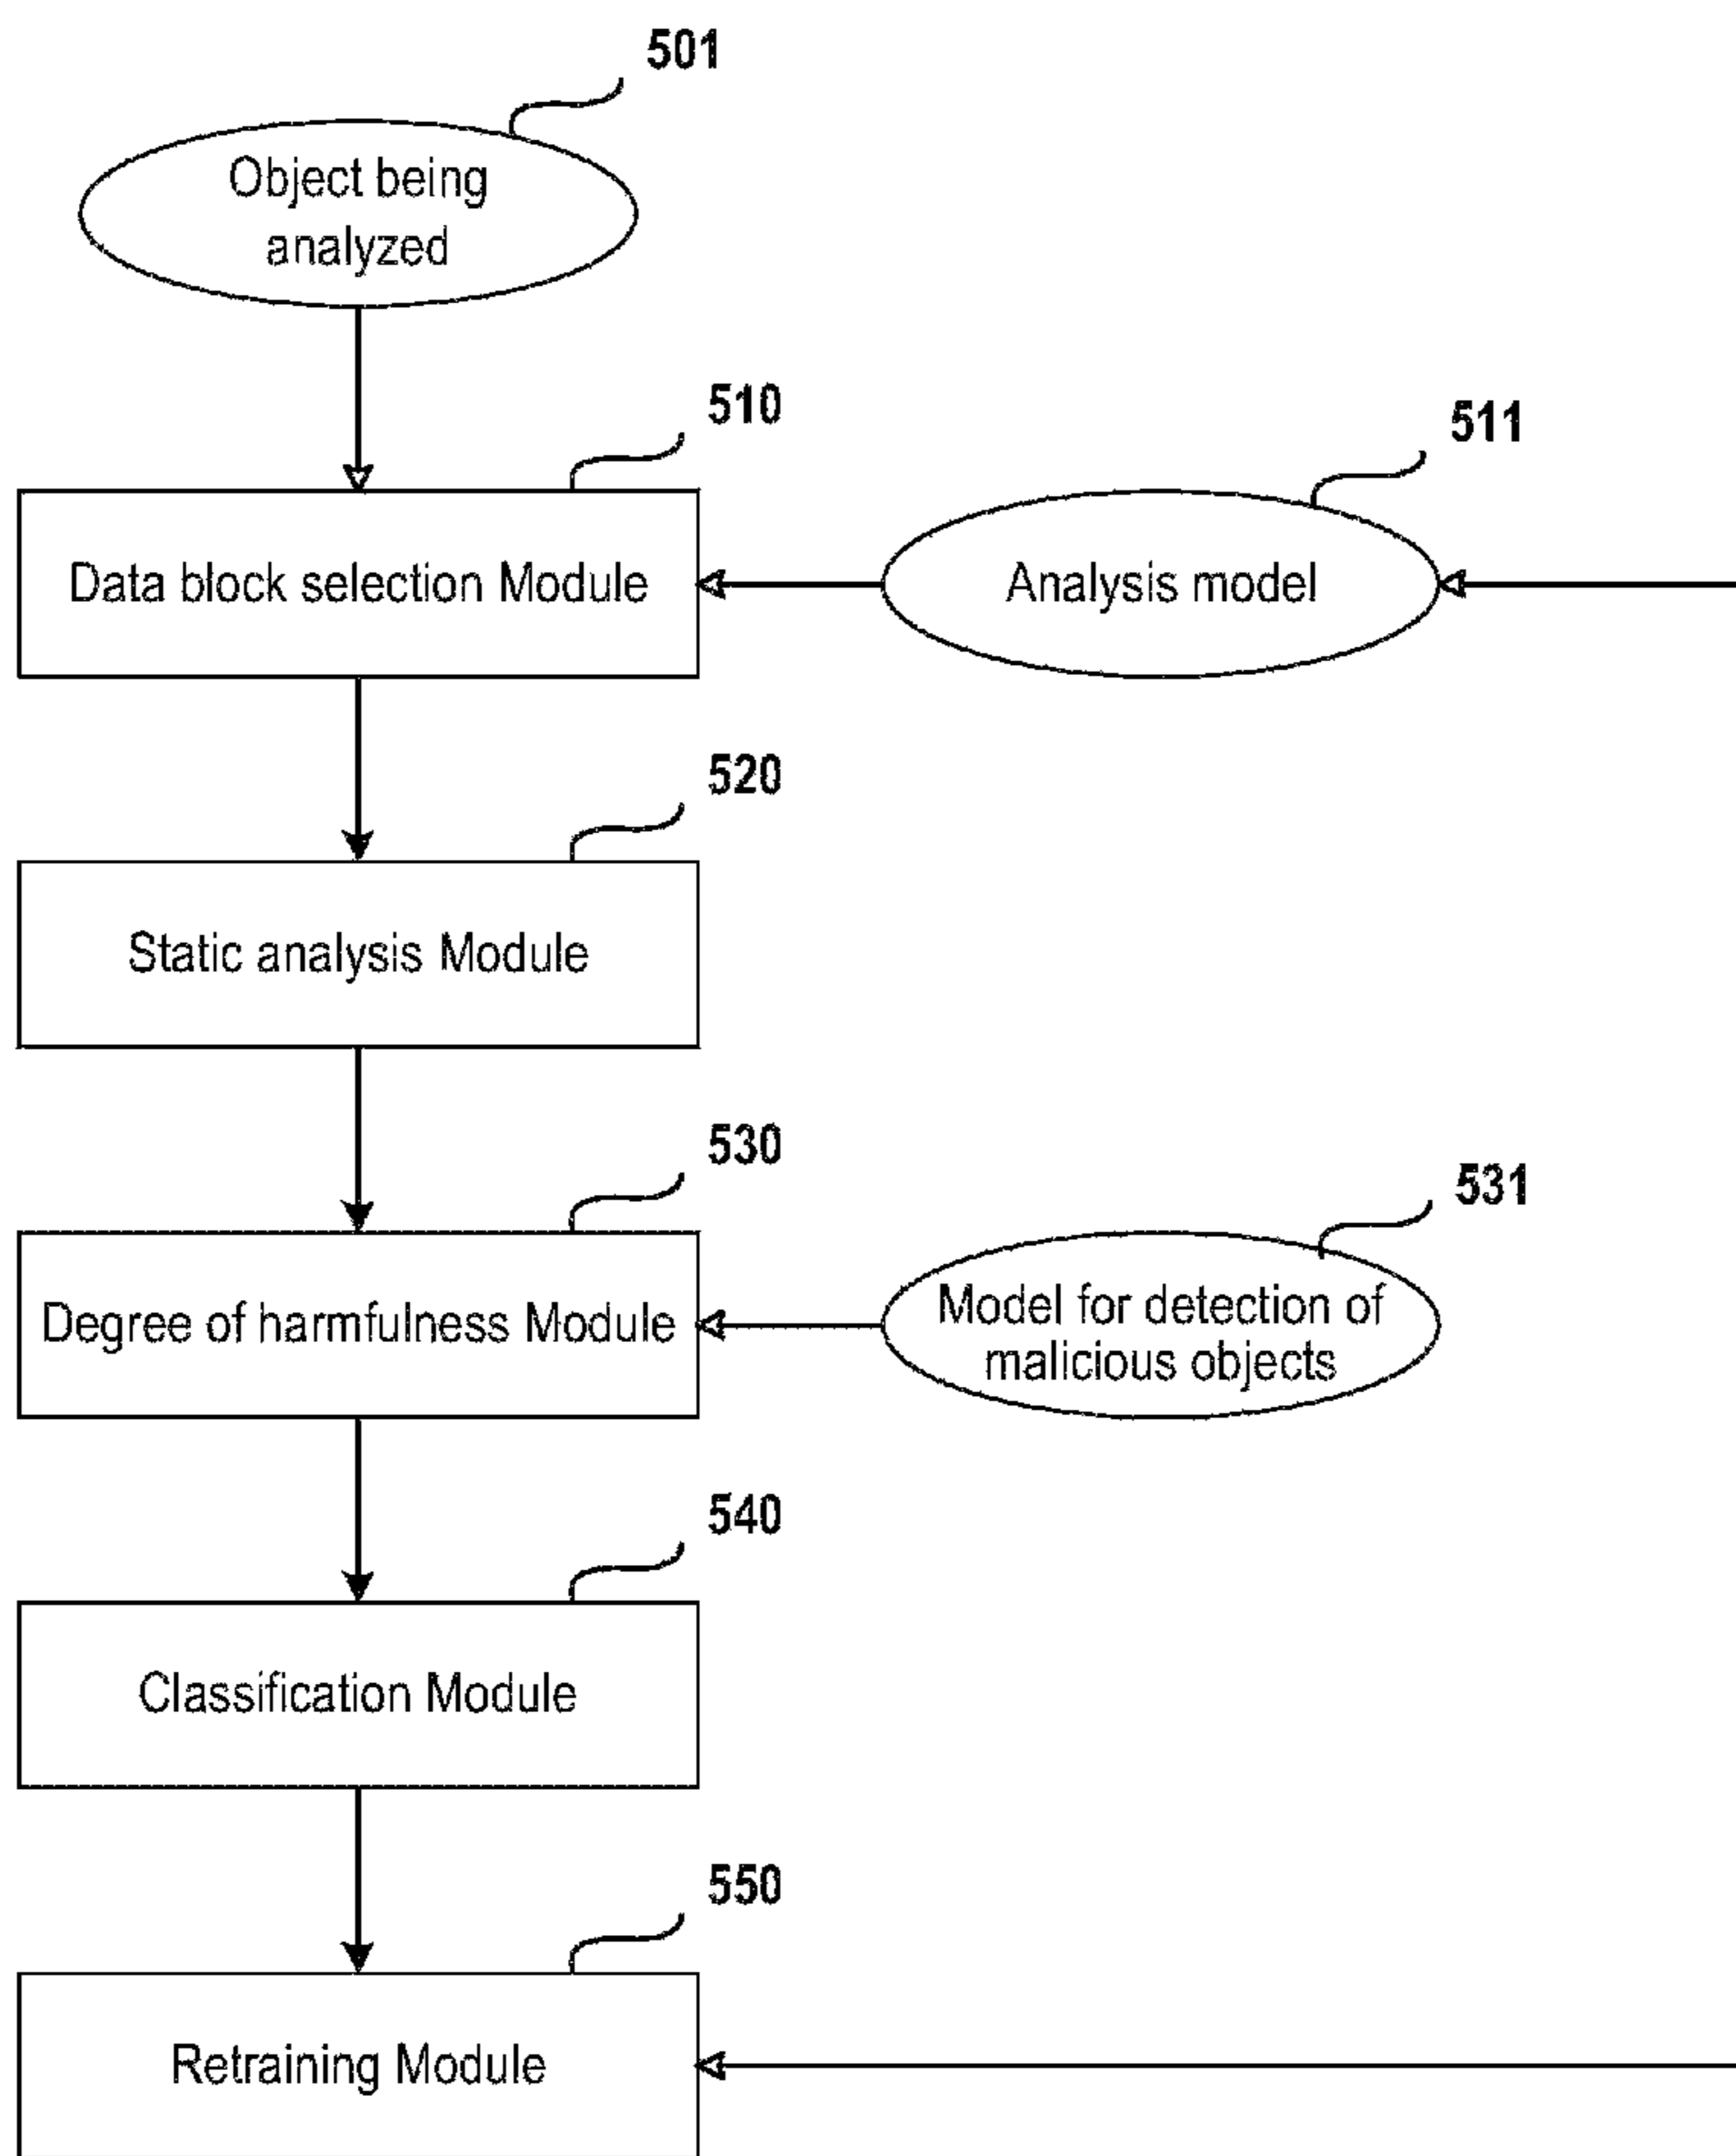 501
Object being
analyzed
510
511
Data block selection Module
Analysis model
520
Static analysis Module
530
531
Degree of harmfulness Module
Model for detection of
malicious objects
540
Classification Module
550
Retraining Module